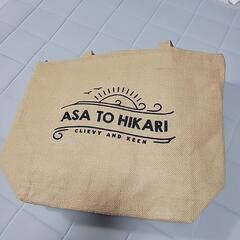 ASA TO HIKARI
CLIEVY AND KEEN